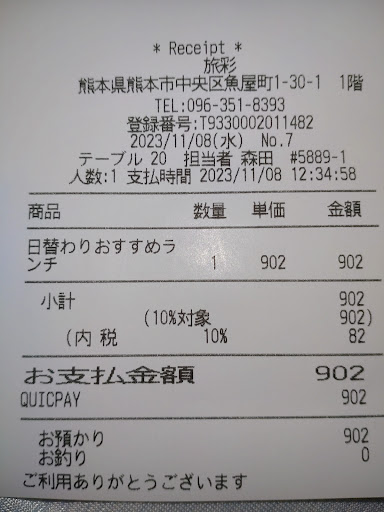 * Receipt *
旅彩
熊本県熊本市中央区魚屋町1-30-1 1階
TEL:096-351-8393
登録番号:T9330002011482
2023/11/08(水) No.7
テーブル 20 担当者 森田 #5889-1
人数:1 支払時間 2023/11/08 12:34:58
商品 数量 単価 金額
日替わりおすすめラ
ンチ 1 902 902
小計 902
(10%対象 902)
(内 税 10% 82
お支払金額 902
QUICPAY 902
お預かり 902
お釣り 0
ご利用ありがとうございます